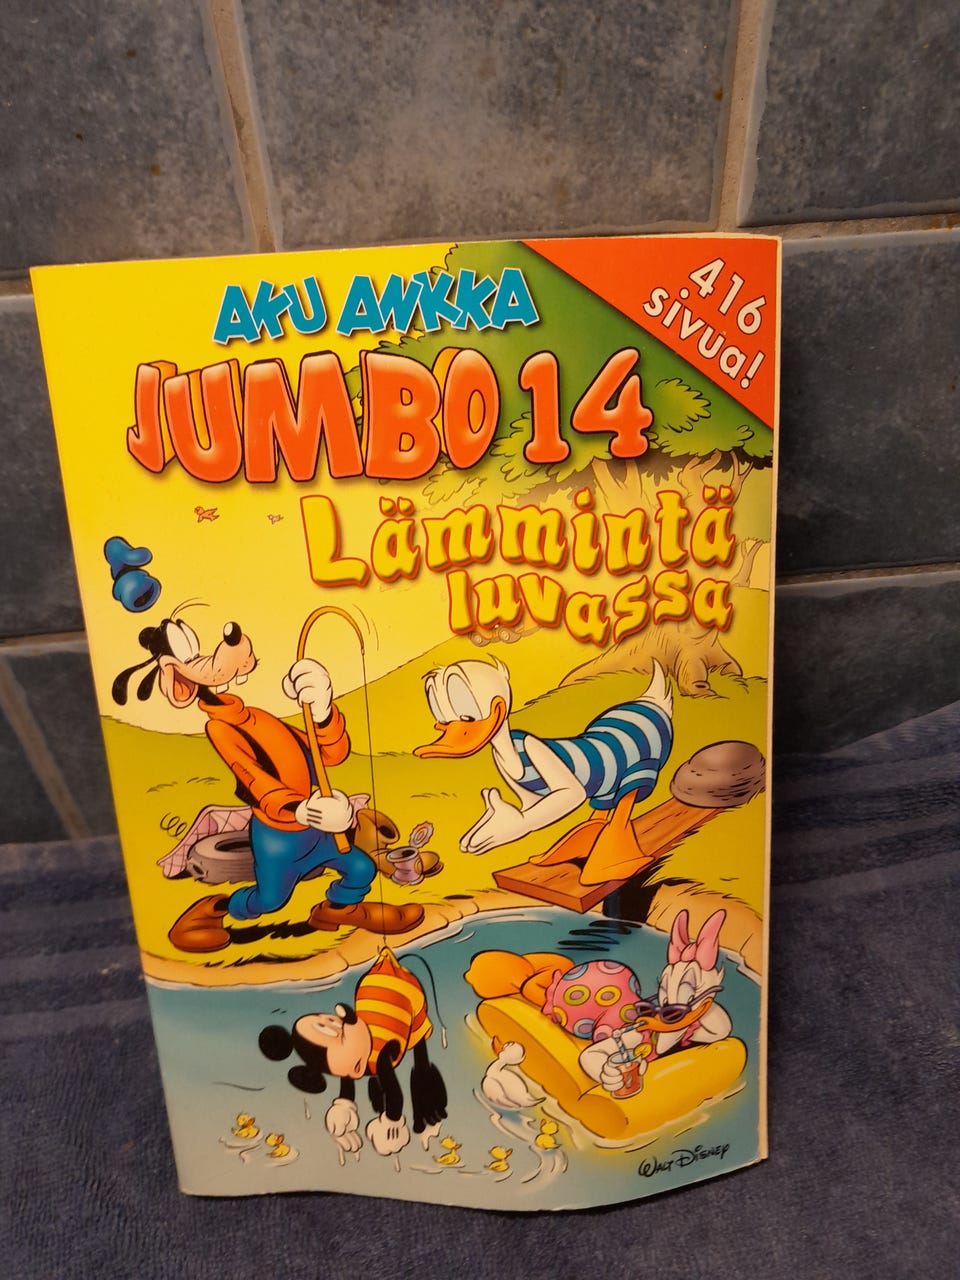 AKU ANKKA
JUMBO 14
416
sivua!
Lämmintä
luvassa
WALT DISNEY